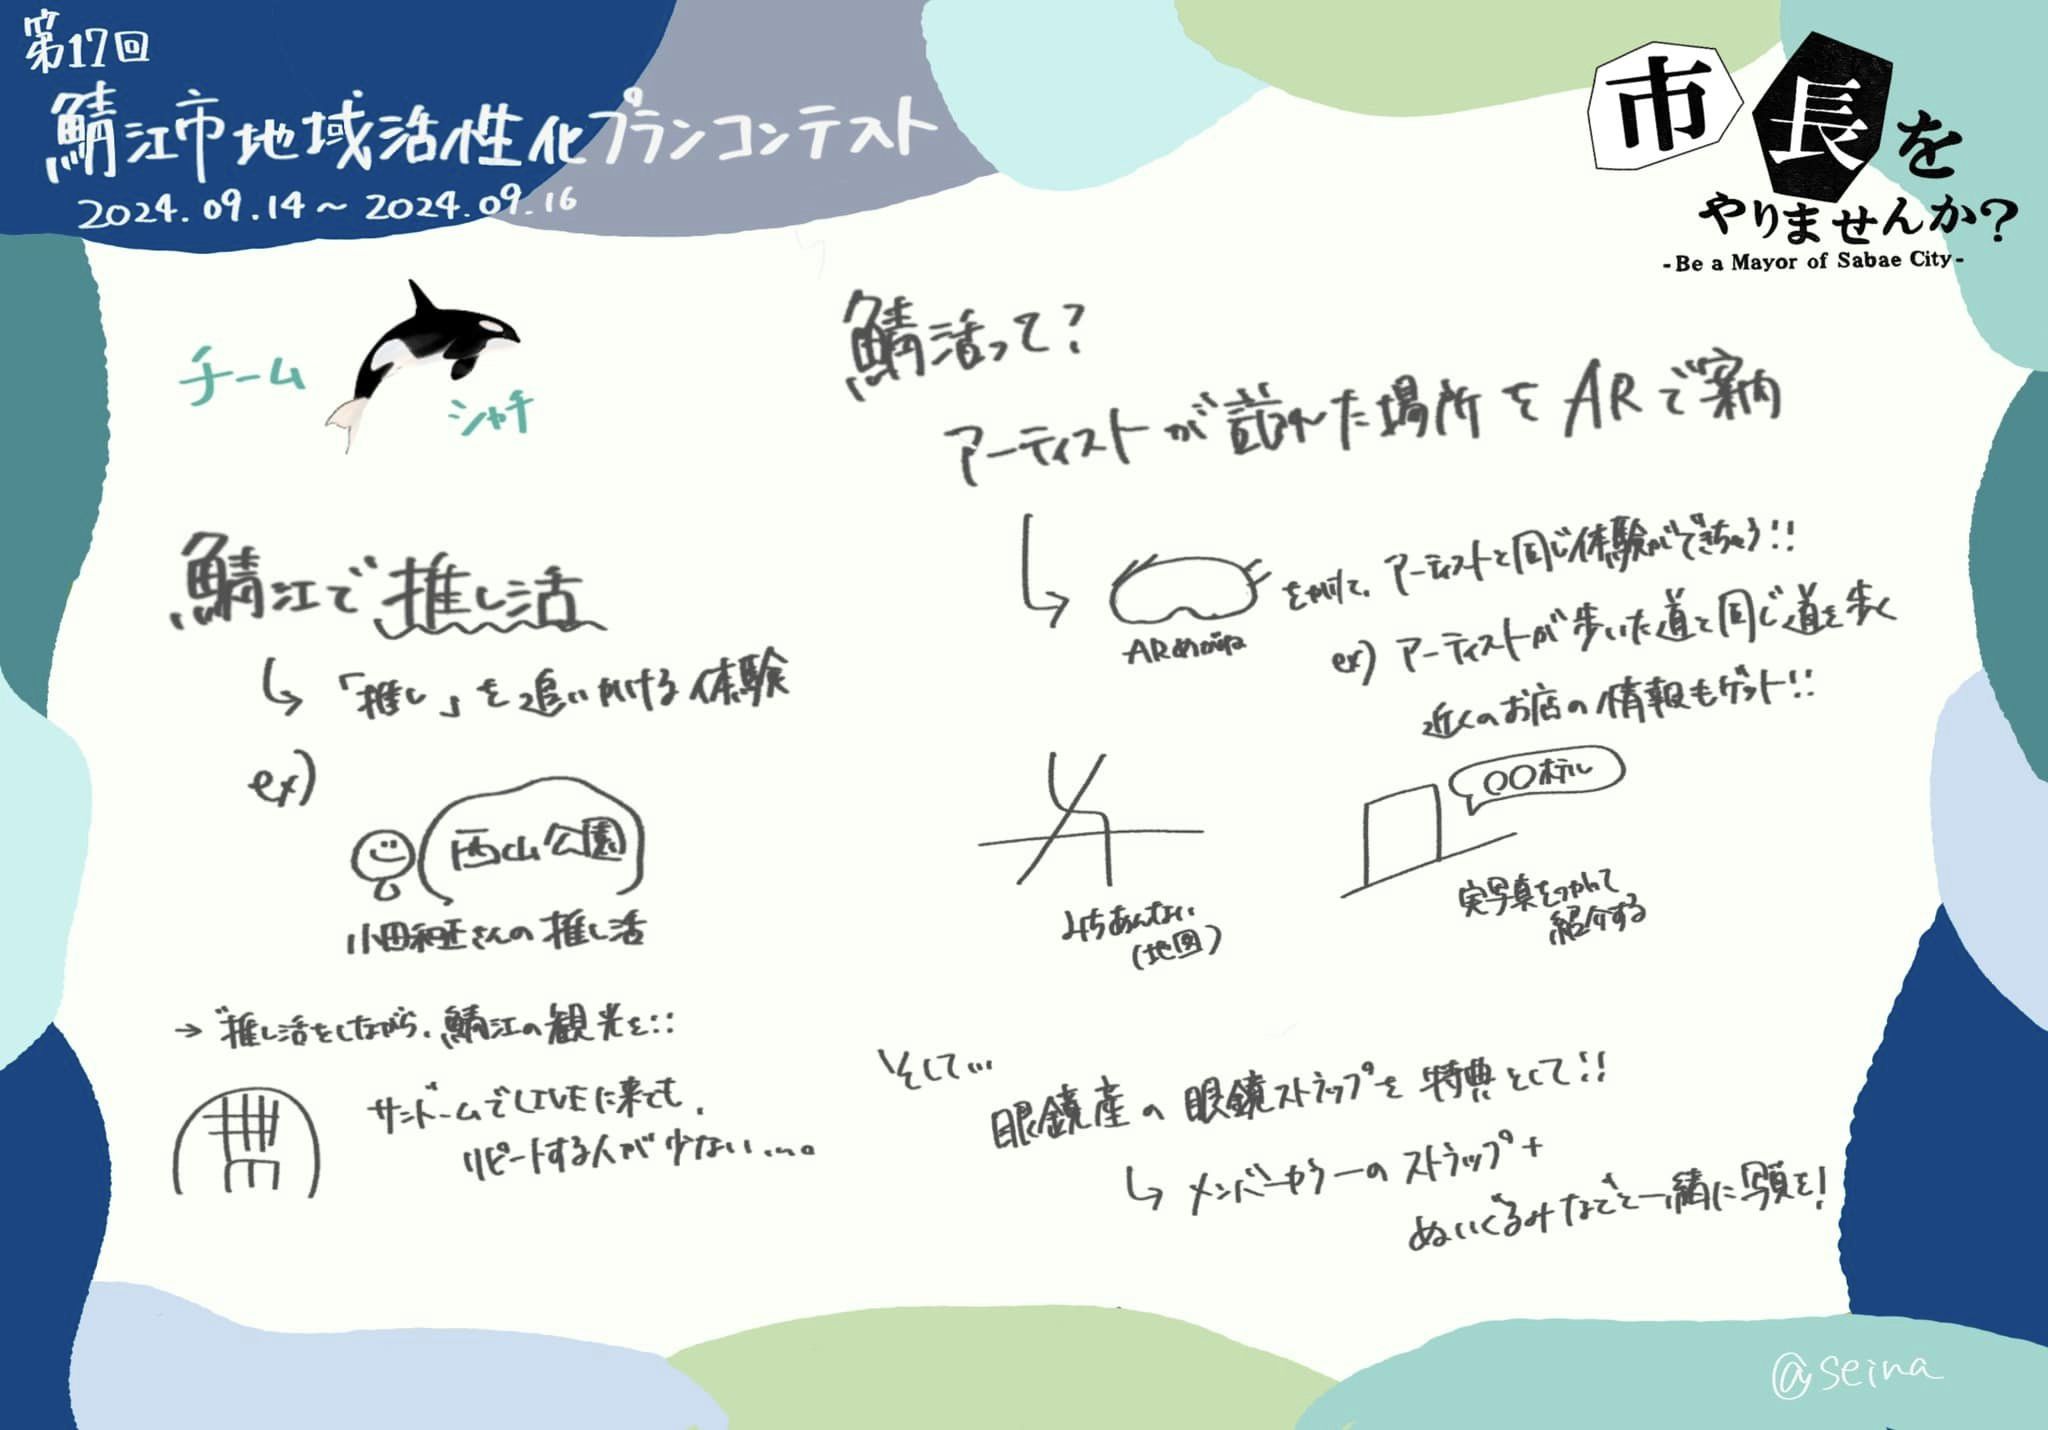 第17回
鯖江市地域活性化プランコンテスト
2024.09.14～2024.09.16
市長を
やりませんか?
-Be a Mayor of Sabae City-
チーム
シャチ
鯖江で推し活
「推し」を追いかける体験
ex)
西山公園
小田和正さんの推し活
→推し活をしながら、鯖江の観光を!!
サンドームでLIVEに来ても、
リピートする人が少ない...。
鯖活って?
アーティストが訪れた場所をARで案内
をかけて、アーティストと同じ体験ができちゃう!!
ARめがね
ex) アーティストが歩いた道と同じ道を歩く
近くのお店の情報もゲット!!
みちあんない
(地図)
〇〇ホテル
実写真をつかって
紹介する
そして...
眼鏡産の眼鏡ストラップを特典として!!
メンバーカラーのストラップ+
ぬいぐるみなどと一緒に写真を!
@seina